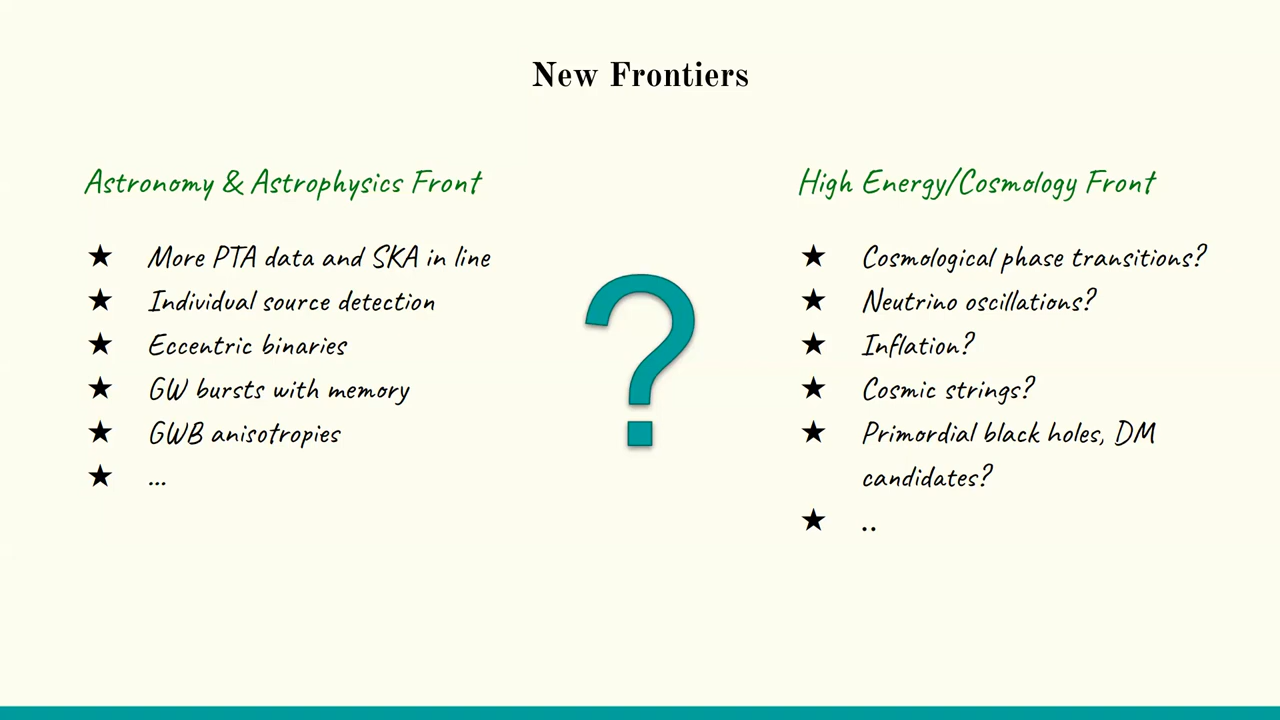 New Frontiers
Astronomy & Astrophysics Front
★ More PTA data and SKA in line
★ Individual source detection
★ Eccentric binaries
★ GW bursts with memory
★ GWB anisotropies
★ ...
?
High Energy/Cosmology Front
★ Cosmological phase transitions?
★ Neutrino oscillations?
★ Inflation?
★ Cosmic strings?
★ Primordial black holes, DM
candidates?
★ ..